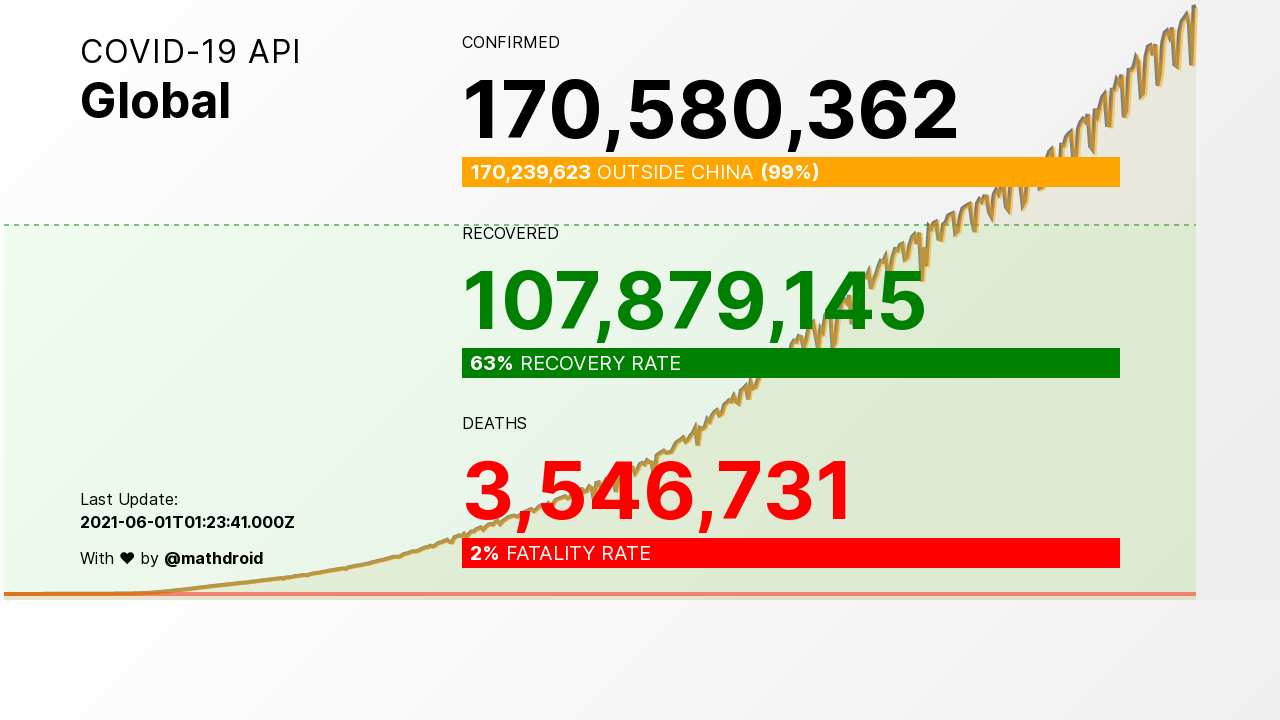 COVID-19 API
Global
CONFIRMED
170,580,362
170,239,623 OUTSIDE CHINA (99%)
RECOVERED
107,879,145
63% RECOVERY RATE
DEATHS
3,546,731
2% FATALITY RATE
Last Update:
2021-06-01T01:23:41.000Z
With ♥ by @mathdroid